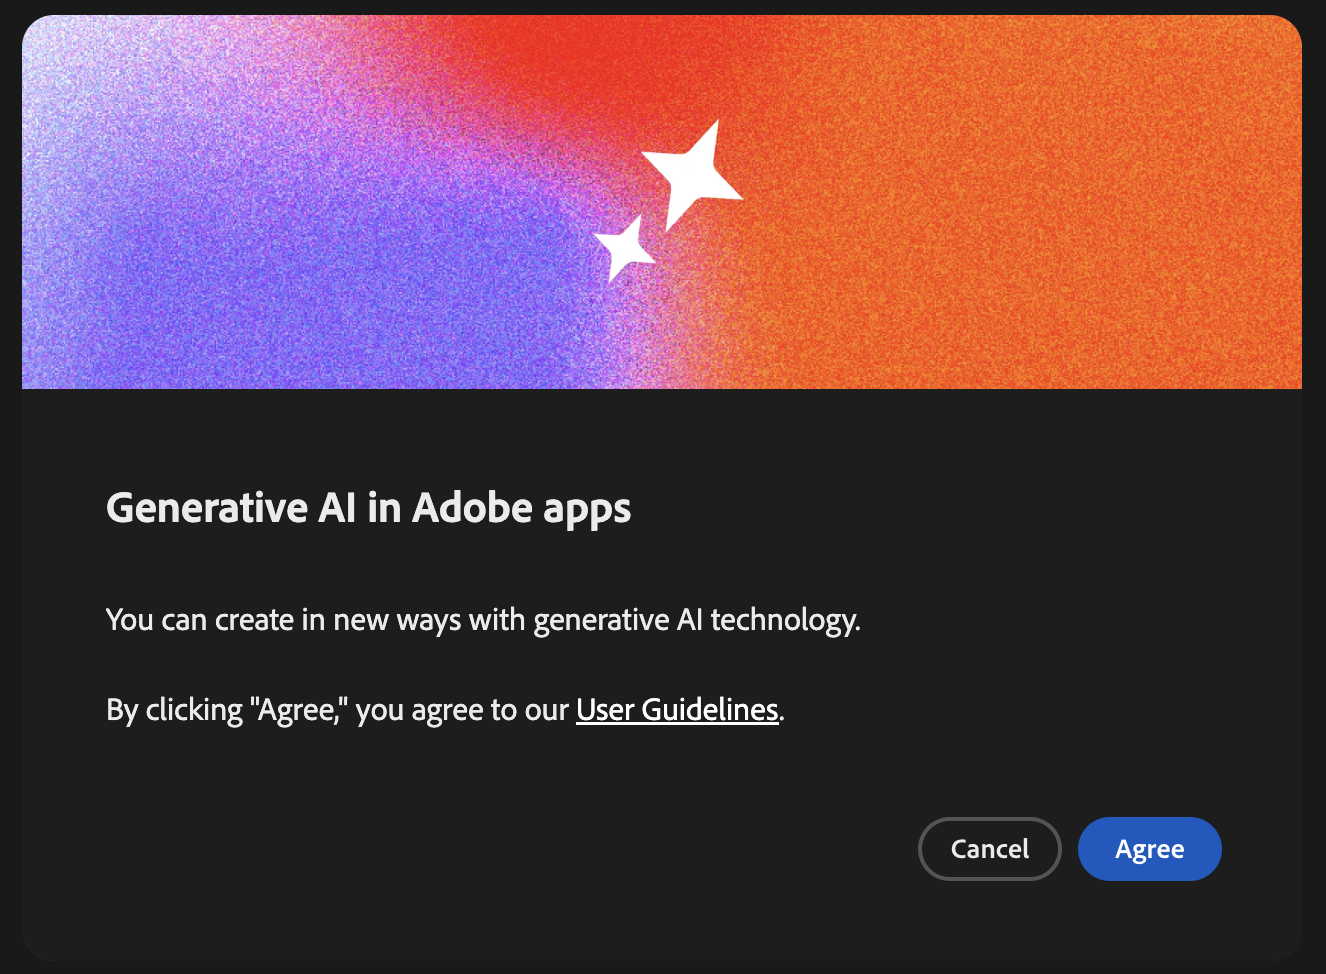 Generative AI in Adobe apps
You can create in new ways with generative AI technology.
By clicking "Agree," you agree to our User Guidelines.
Cancel
Agree